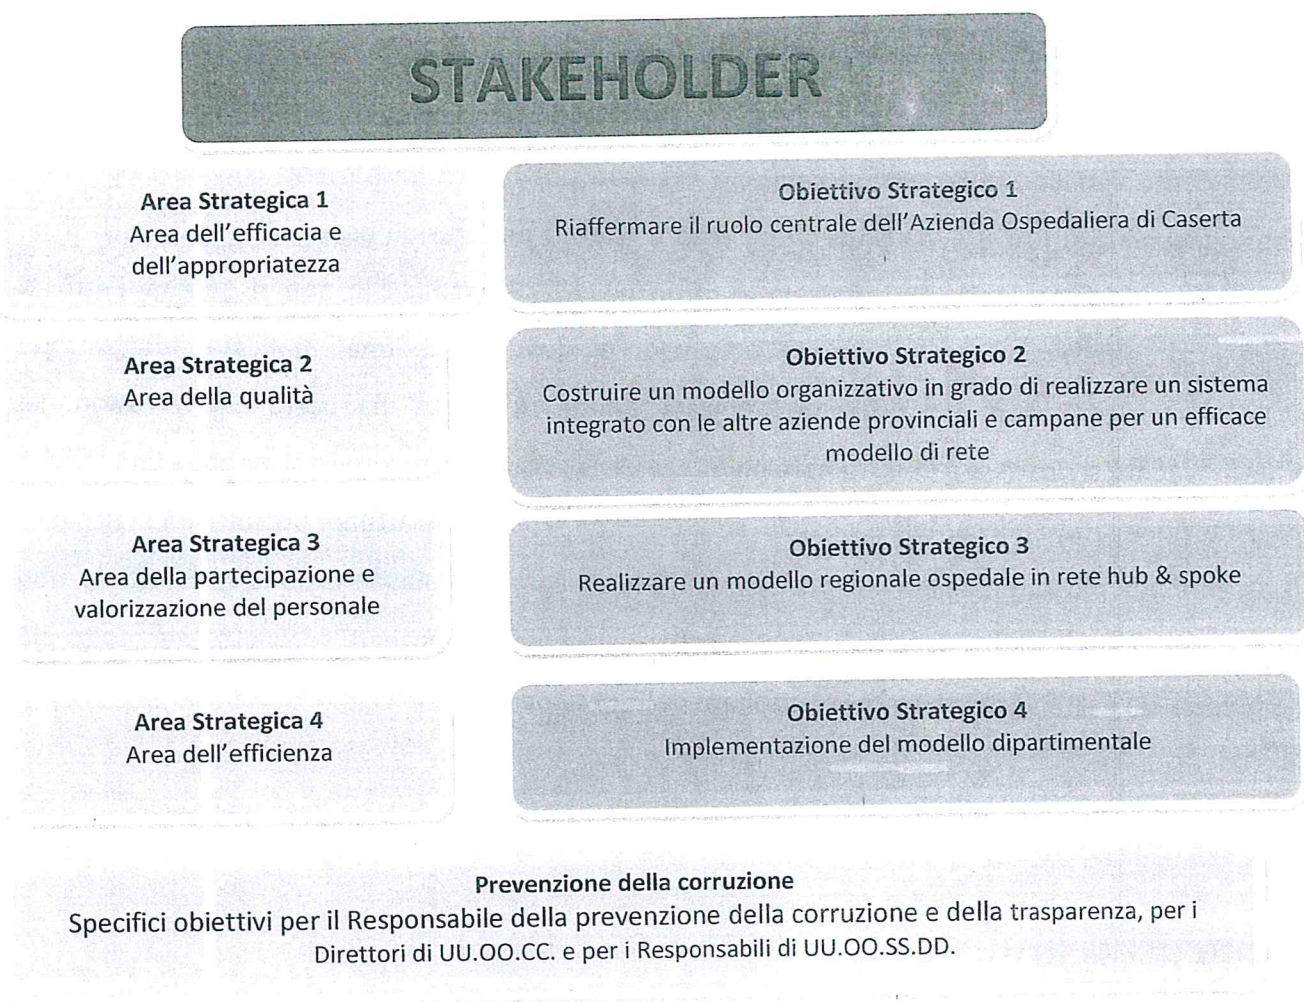 STAKEHOLDER
Area Strategica 1
Area dell'efficacia e
dell'appropriatezza
Obiettivo Strategico 1
Riaffermare il ruolo centrale dell'Azienda Ospedaliera di Caserta
Area Strategica 2
Area della qualità
Obiettivo Strategico 2
Costruire un modello organizzativo in grado di realizzare un sistema
integrato con le altre aziende provinciali e campane per un efficace
modello di rete
Area Strategica 3
Area della partecipazione e
valorizzazione del personale
Obiettivo Strategico 3
Realizzare un modello regionale ospedale in rete hub & spoke
Area Strategica 4
Area dell'efficienza
Obiettivo Strategico 4
Implementazione del modello dipartimentale
Prevenzione della corruzione
Specifici obiettivi per il Responsabile della prevenzione della corruzione e della trasparenza, per i
Direttori di UU.OO.CC. e per i Responsabili di UU.OO.SS.DD.